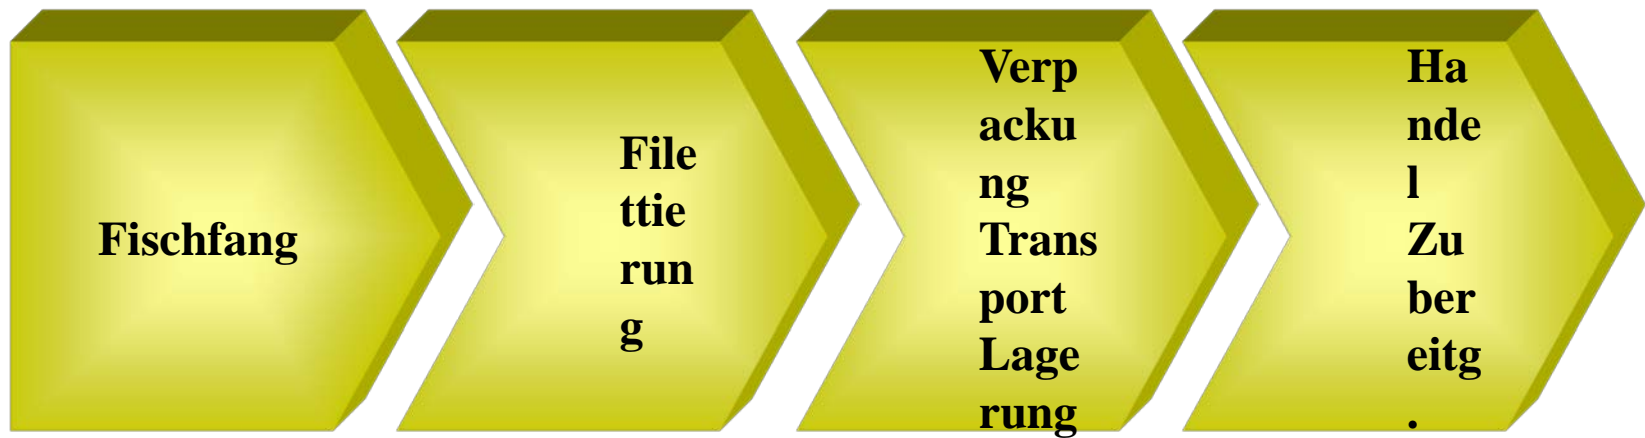 Fischfang
File
ttie
run
g
Verp
acku
ng
Trans
port
Lage
rung
Ha
nde
l
Zu
ber
eitg
.